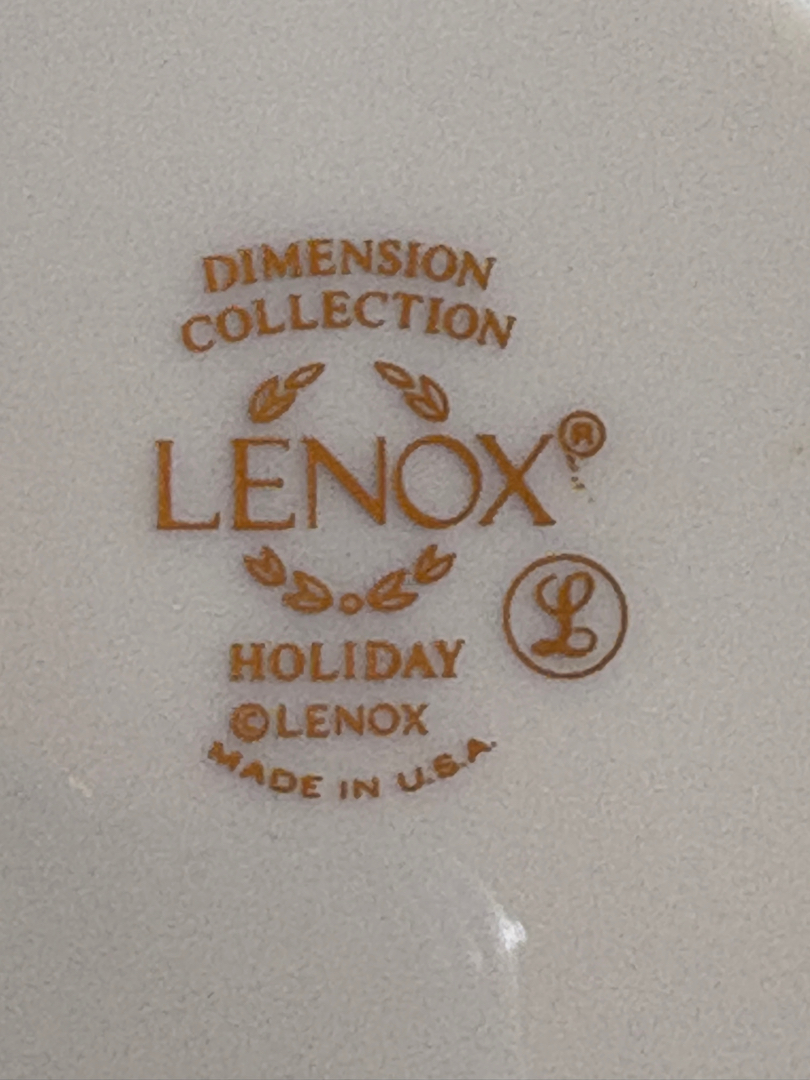 DIMENSION
COLLECTION
LENOX®
L
HOLIDAY
©LENOX
MADE IN U.S.A.